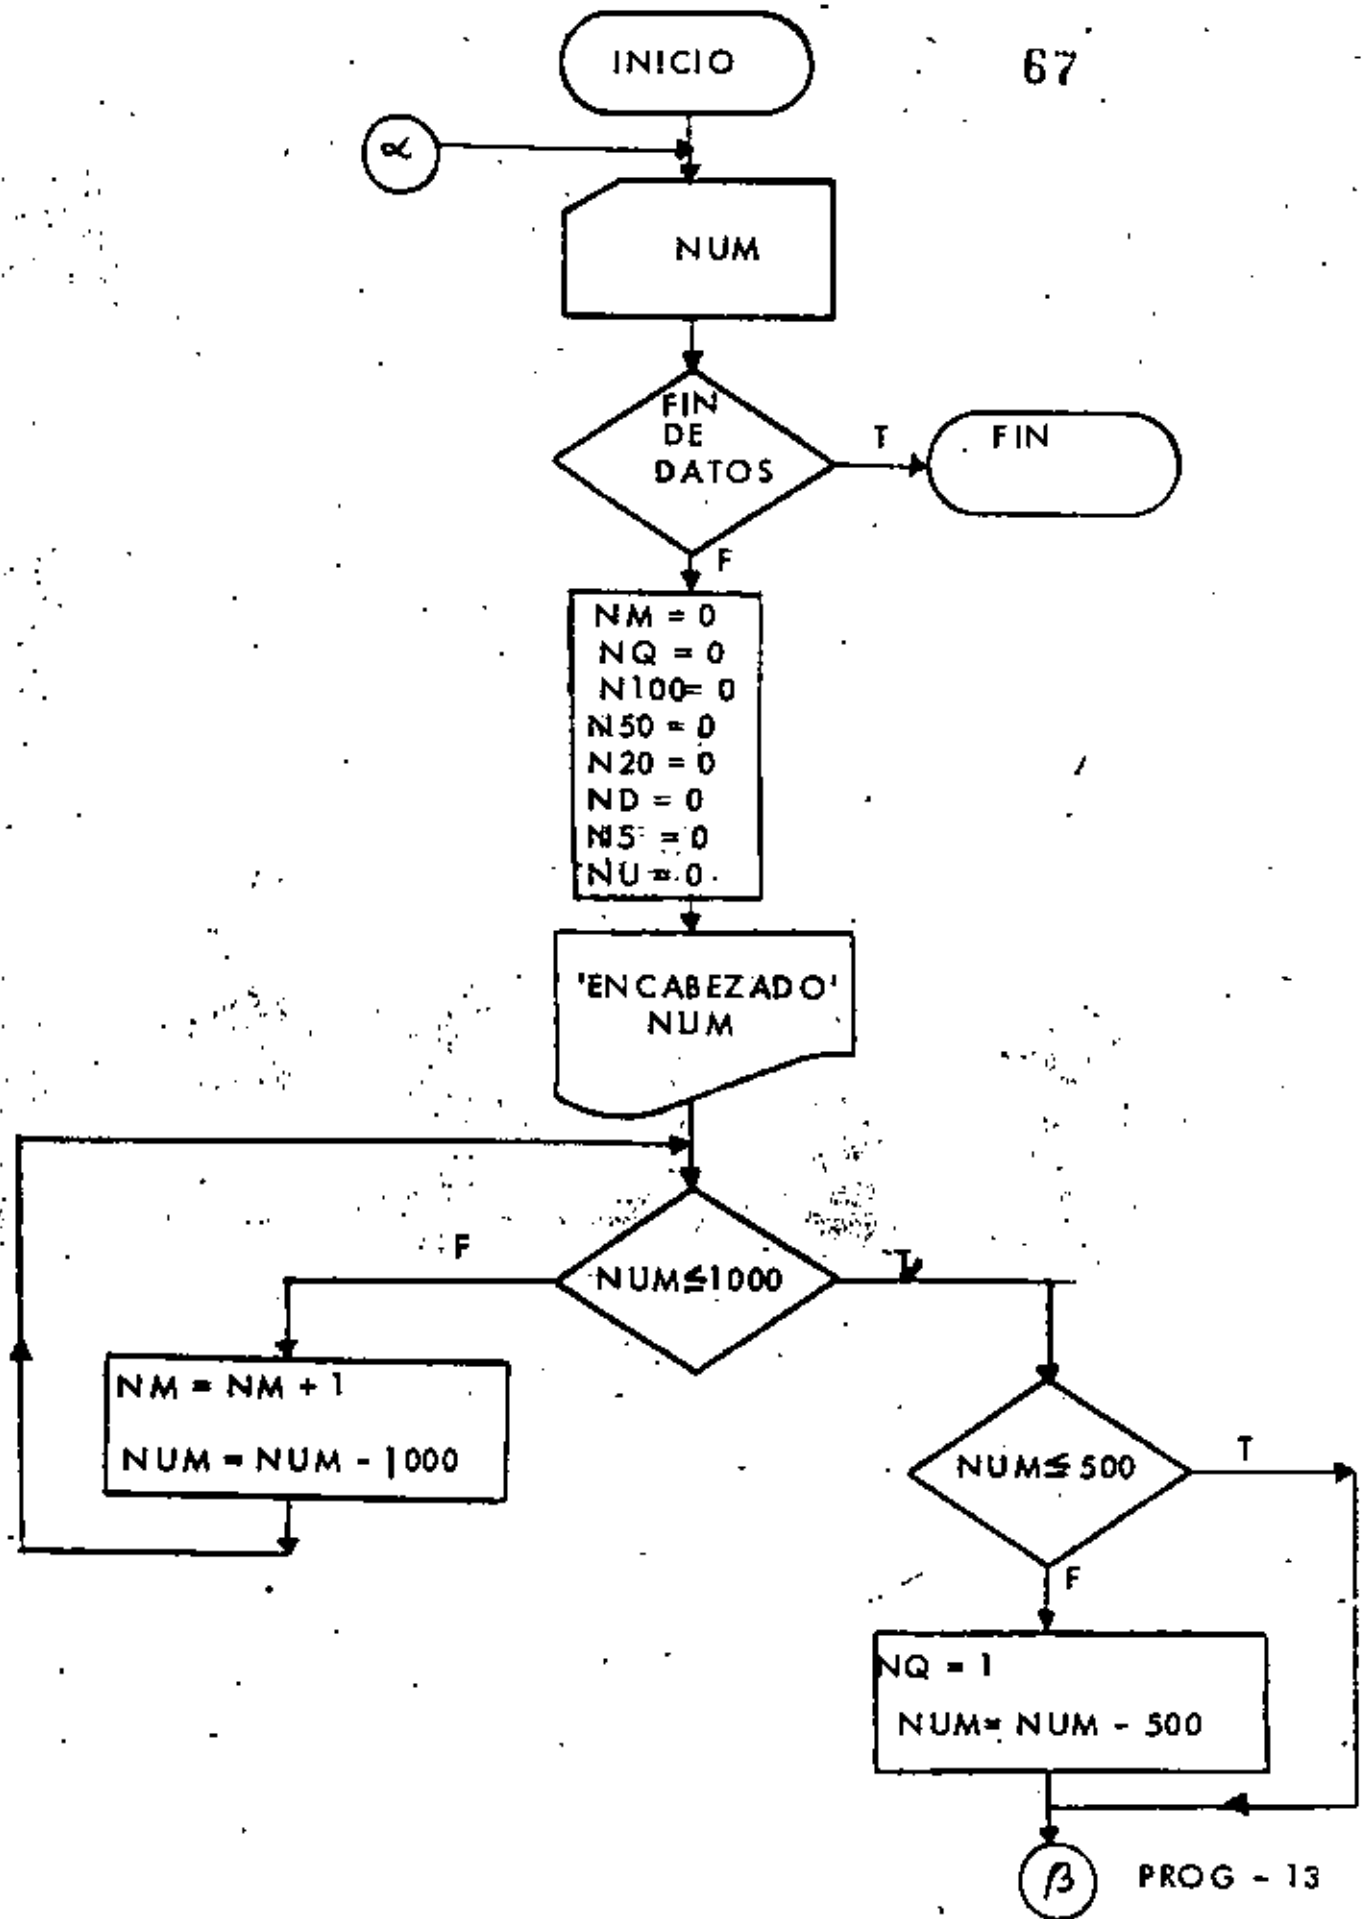 INICIO
67
α
NUM
FIN
DE
DATOS
T
FIN
F
NM = 0
NQ = 0
N100= 0
N50 = 0
N20 = 0
ND = 0
N5 = 0
NU = 0
'ENCABEZADO'
NUM
F
NUM≤1000
T
NM = NM + 1
NUM = NUM - 1000
NUM≤ 500
T
F
NQ = 1
NUM= NUM - 500
β
PROG - 13